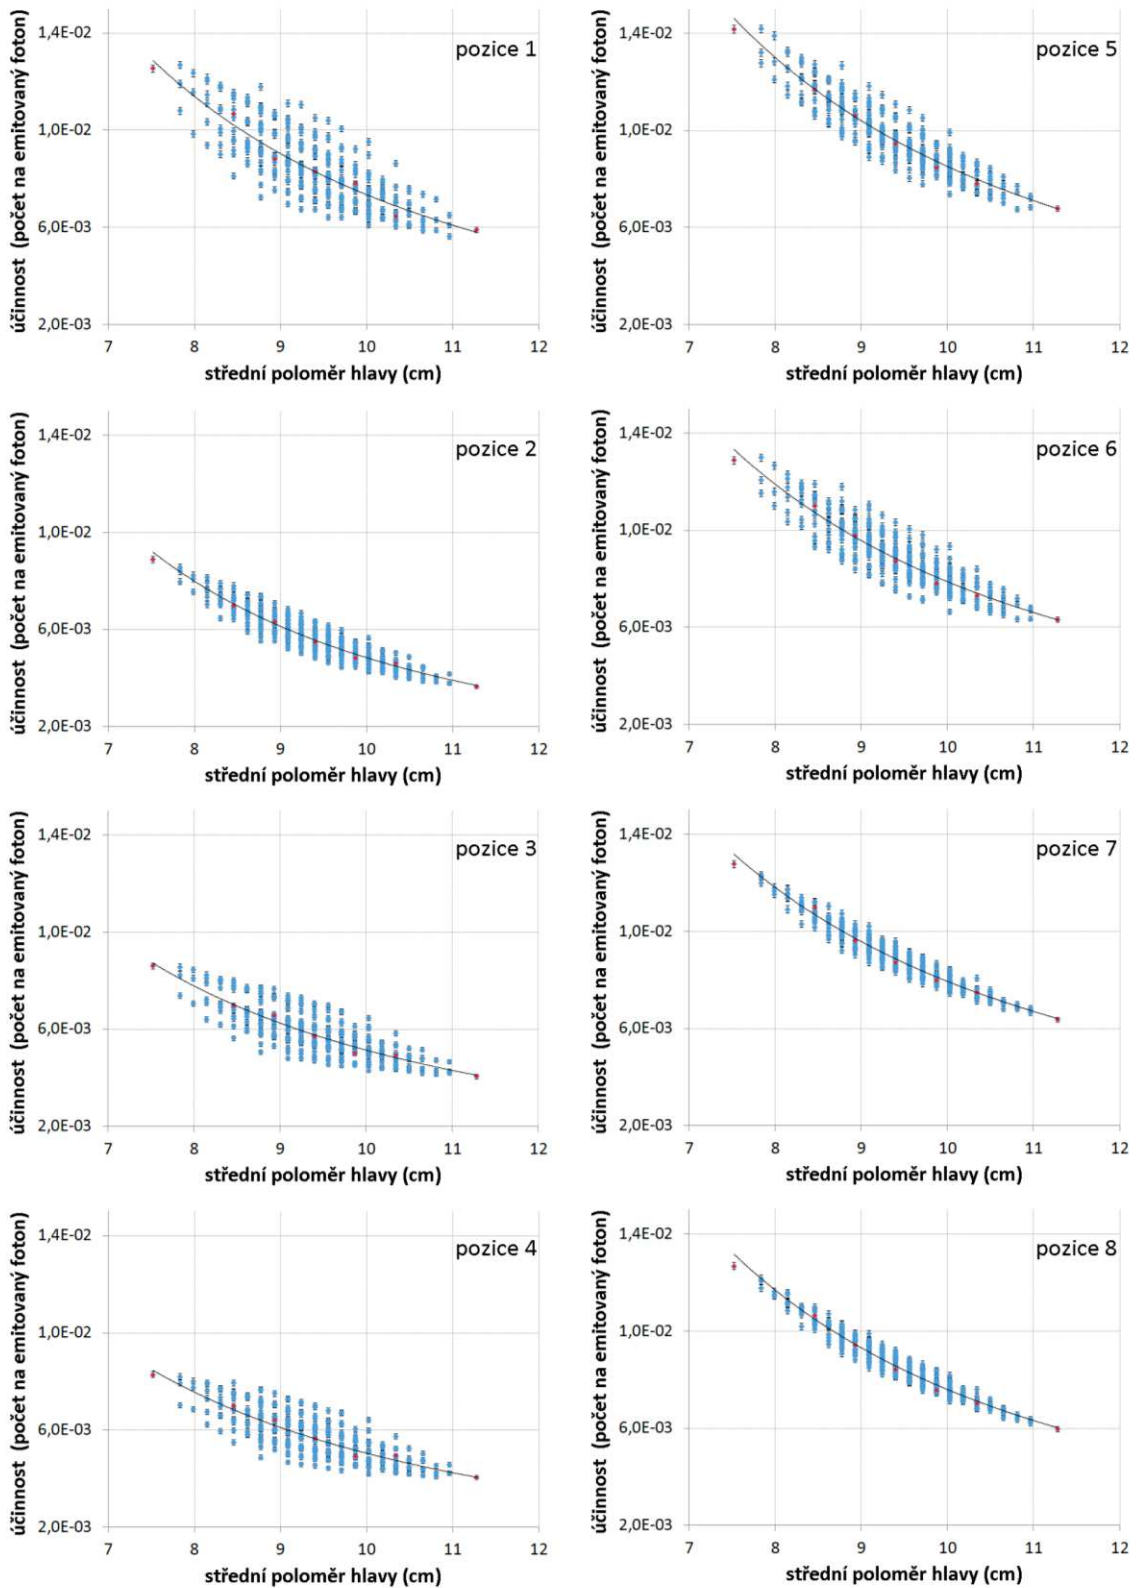 účinnost (počet na emitovaný foton)
1,4E-02
1,0E-02
6,0E-03
2,0E-03
pozice 1
7 8 9 10 11 12
střední poloměr hlavy (cm)
účinnost (počet na emitovaný foton)
1,4E-02
1,0E-02
6,0E-03
2,0E-03
pozice 5
7 8 9 10 11 12
střední poloměr hlavy (cm)
účinnost (počet na emitovaný foton)
1,4E-02
1,0E-02
6,0E-03
2,0E-03
pozice 2
7 8 9 10 11 12
střední poloměr hlavy (cm)
účinnost (počet na emitovaný foton)
1,4E-02
1,0E-02
6,0E-03
2,0E-03
pozice 6
7 8 9 10 11 12
střední poloměr hlavy (cm)
účinnost (počet na emitovaný foton)
1,4E-02
1,0E-02
6,0E-03
2,0E-03
pozice 3
7 8 9 10 11 12
střední poloměr hlavy (cm)
účinnost (počet na emitovaný foton)
1,4E-02
1,0E-02
6,0E-03
2,0E-03
pozice 7
7 8 9 10 11 12
střední poloměr hlavy (cm)
účinnost (počet na emitovaný foton)
1,4E-02
1,0E-02
6,0E-03
2,0E-03
pozice 4
7 8 9 10 11 12
střední poloměr hlavy (cm)
účinnost (počet na emitovaný foton)
1,4E-02
1,0E-02
6,0E-03
2,0E-03
pozice 8
7 8 9 10 11 12
střední poloměr hlavy (cm)